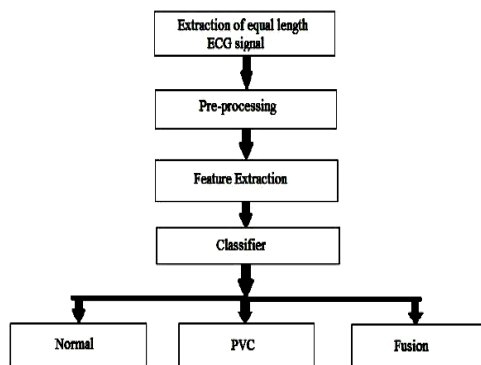 Extraction of equal length
ECG signal
Pre-processing
Feature Extraction
Classifier
Normal
PVC
Fusion